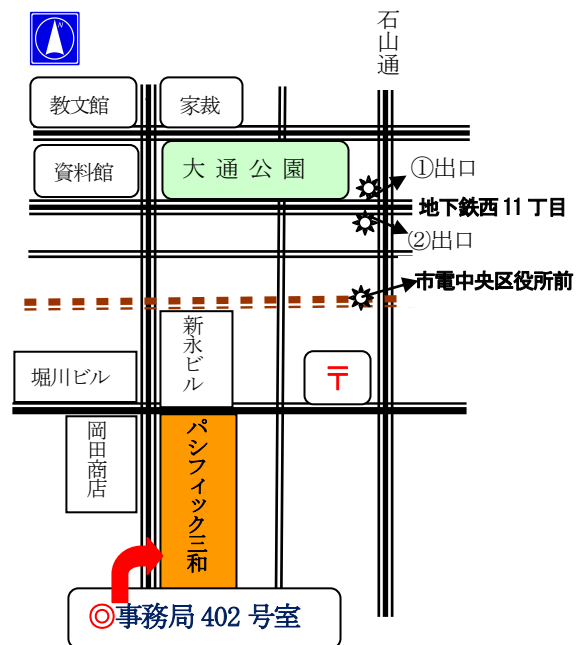 N
石山通
教文館
家裁
資料館
大通公園
①出口
地下鉄西11丁目
②出口
市電中央区役所前
新永ビル
堀川ビル
〒
岡田商店
パシフィック三和
◎事務局402号室